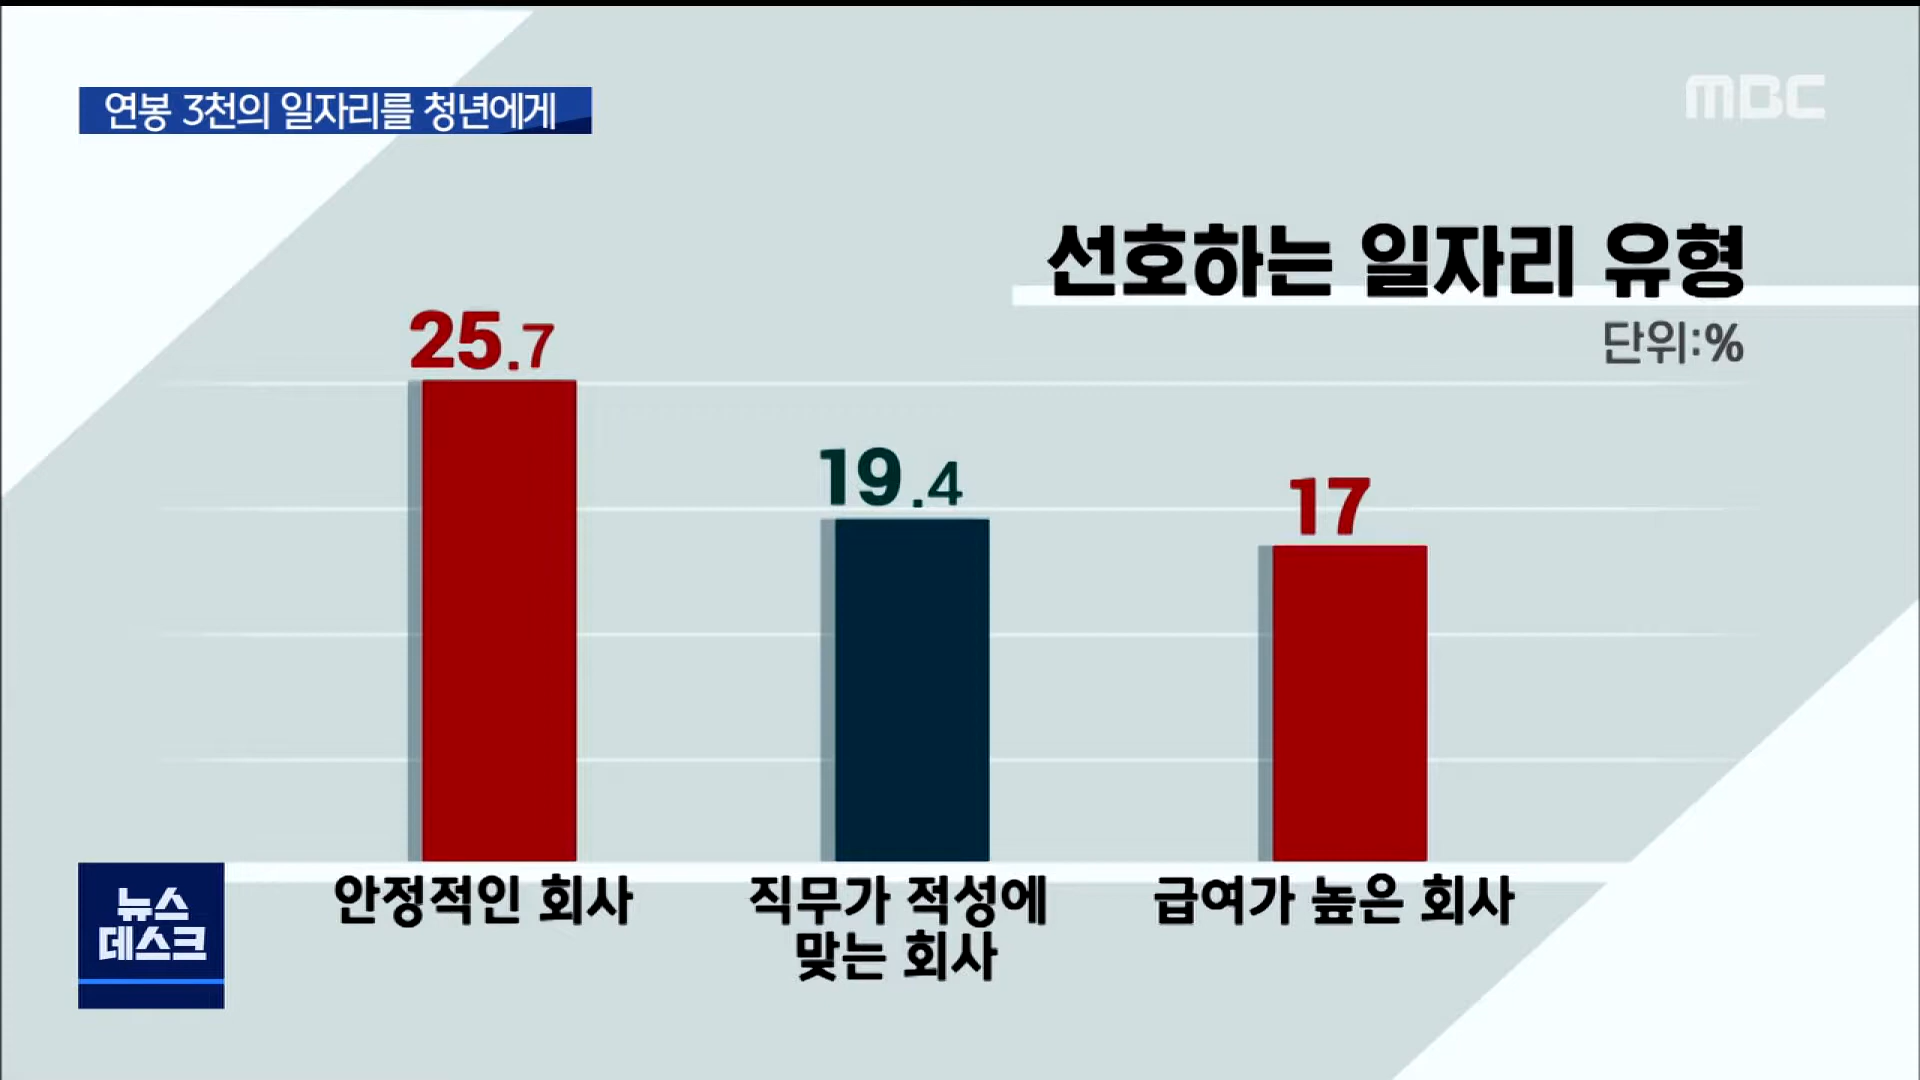 연봉 3천의 일자리를 청년에게
MBC
선호하는 일자리 유형
단위:%
25.7
19.4
17
안정적인 회사
직무가 적성에
맞는 회사
급여가 높은 회사
뉴스
데스크